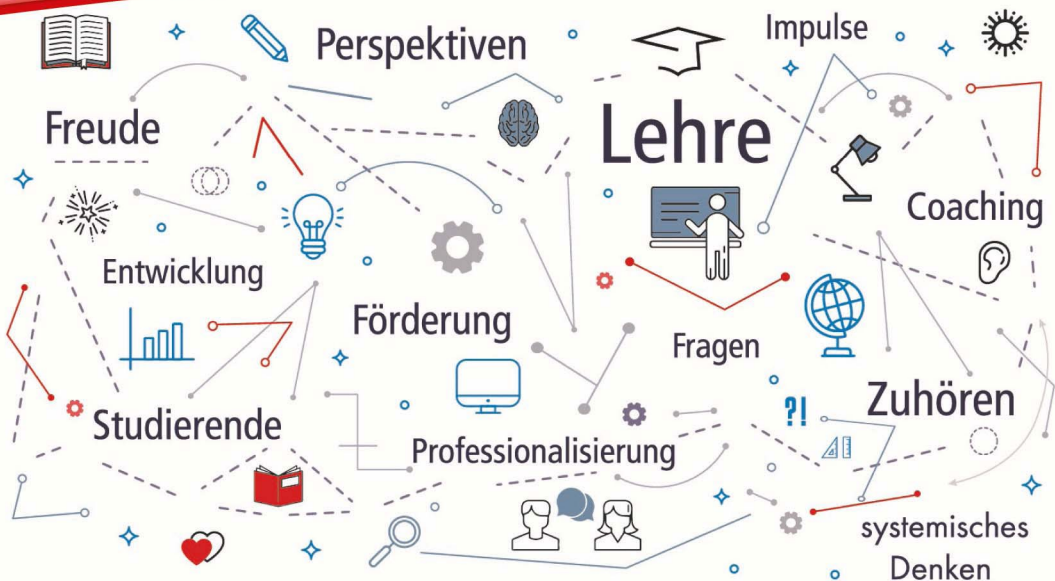 Perspektiven
Impulse
Freude
Lehre
Coaching
Entwicklung
Förderung
Fragen
Zuhören
?!
Studierende
Professionalisierung
systemisches
Denken